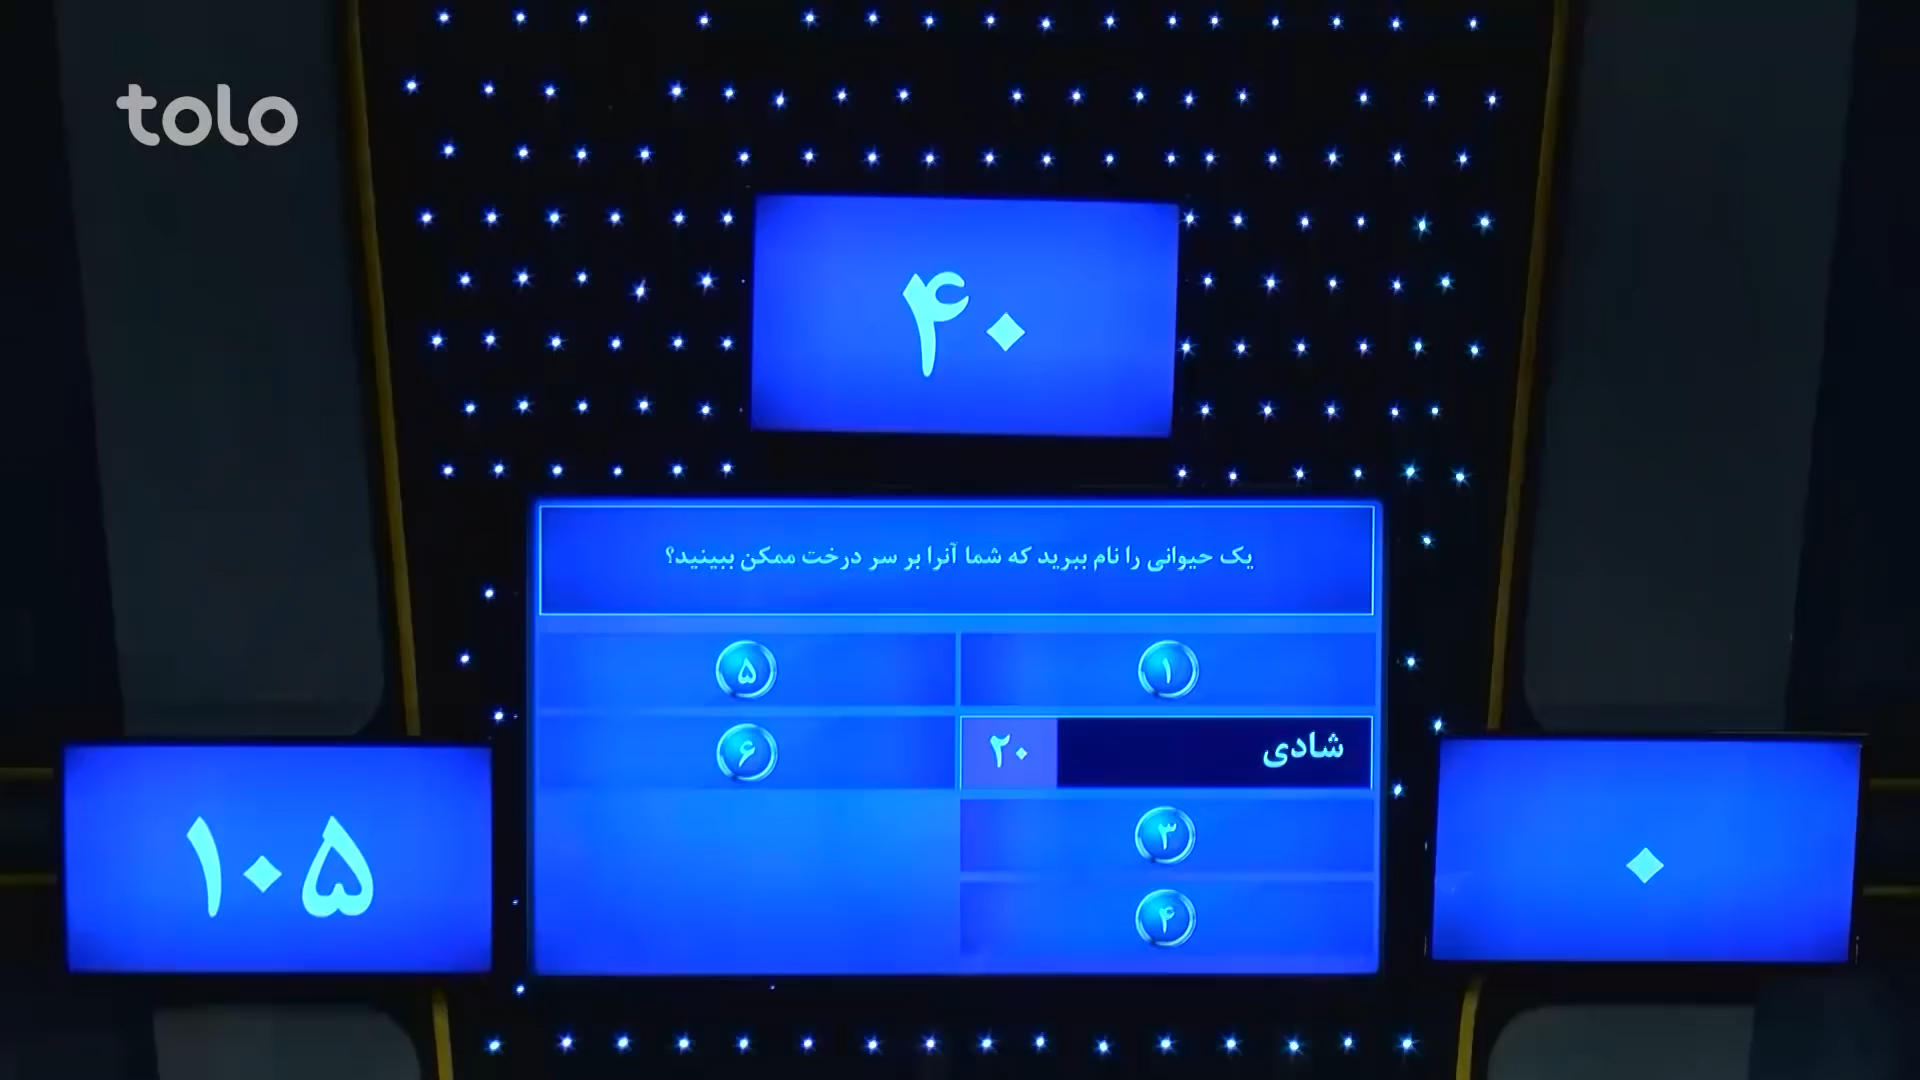 tolo
۴۰
یک حیوانی را نام ببرید که شما آنرا بر سر درخت ممکن ببینید؟
۱
شادی ۲۰
۳
۴
۵
۶
۱۰۵
۰